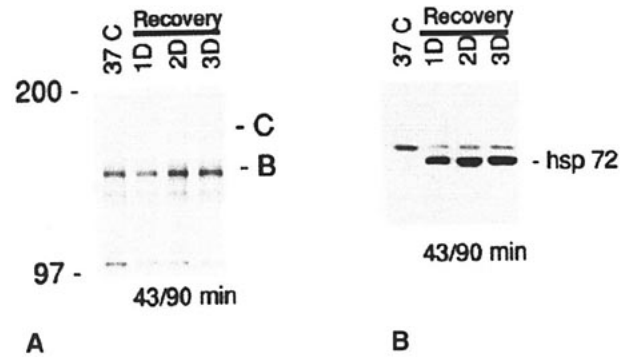 Recovery
37 C 1D 2D 3D
200 -
- C
- B
97 -
43/90 min
A
Recovery
37 C 1D 2D 3D
- hsp 72
43/90 min
B